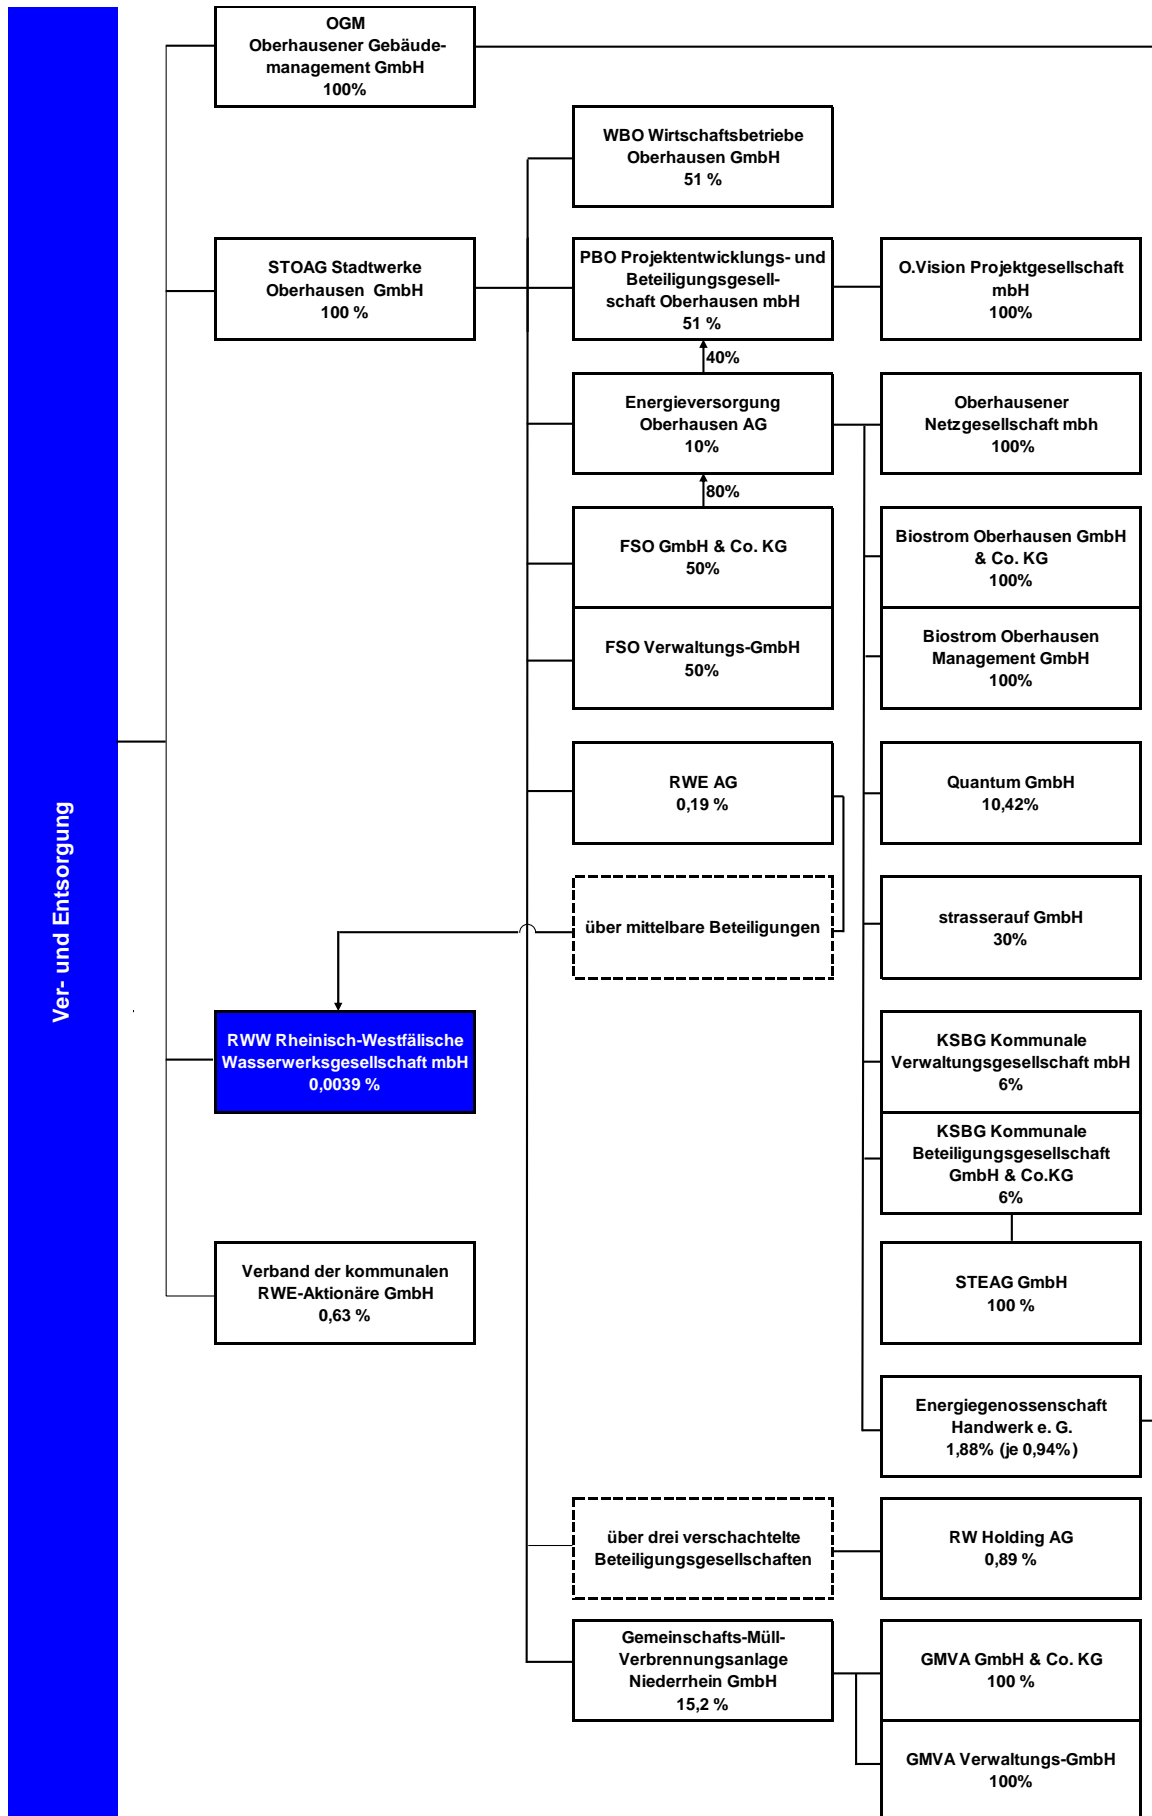 Ver- und Entsorgung
OGM
Oberhausener Gebäude-
management GmbH
100%
STOAG Stadtwerke
Oberhausen GmbH
100 %
RWW Rheinisch-Westfälische
Wasserwerksgesellschaft mbH
0,0039 %
Verband der kommunalen
RWE-Aktionäre GmbH
0,63 %
WBO Wirtschaftsbetriebe
Oberhausen GmbH
51 %
PBO Projektentwicklungs- und
Beteiligungsgesell-
schaft Oberhausen mbH
51 %
40%
Energieversorgung
Oberhausen AG
10%
80%
FSO GmbH & Co. KG
50%
FSO Verwaltungs-GmbH
50%
RWE AG
0,19 %
über mittelbare Beteiligungen
über drei verschachtelte
Beteiligungsgesellschaften
Gemeinschafts-Müll-
Verbrennungsanlage
Niederrhein GmbH
15,2 %
O.Vision Projektgesellschaft
mbH
100%
Oberhausener
Netzgesellschaft mbh
100%
Biostrom Oberhausen GmbH
& Co. KG
100%
Biostrom Oberhausen
Management GmbH
100%
Quantum GmbH
10,42%
strasserauf GmbH
30%
KSBG Kommunale
Verwaltungsgesellschaft mbH
6%
KSBG Kommunale
Beteiligungsgesellschaft
GmbH & Co.KG
6%
STEAG GmbH
100 %
Energiegenossenschaft
Handwerk e. G.
1,88% (je 0,94%)
RW Holding AG
0,89 %
GMVA GmbH & Co. KG
100 %
GMVA Verwaltungs-GmbH
100%